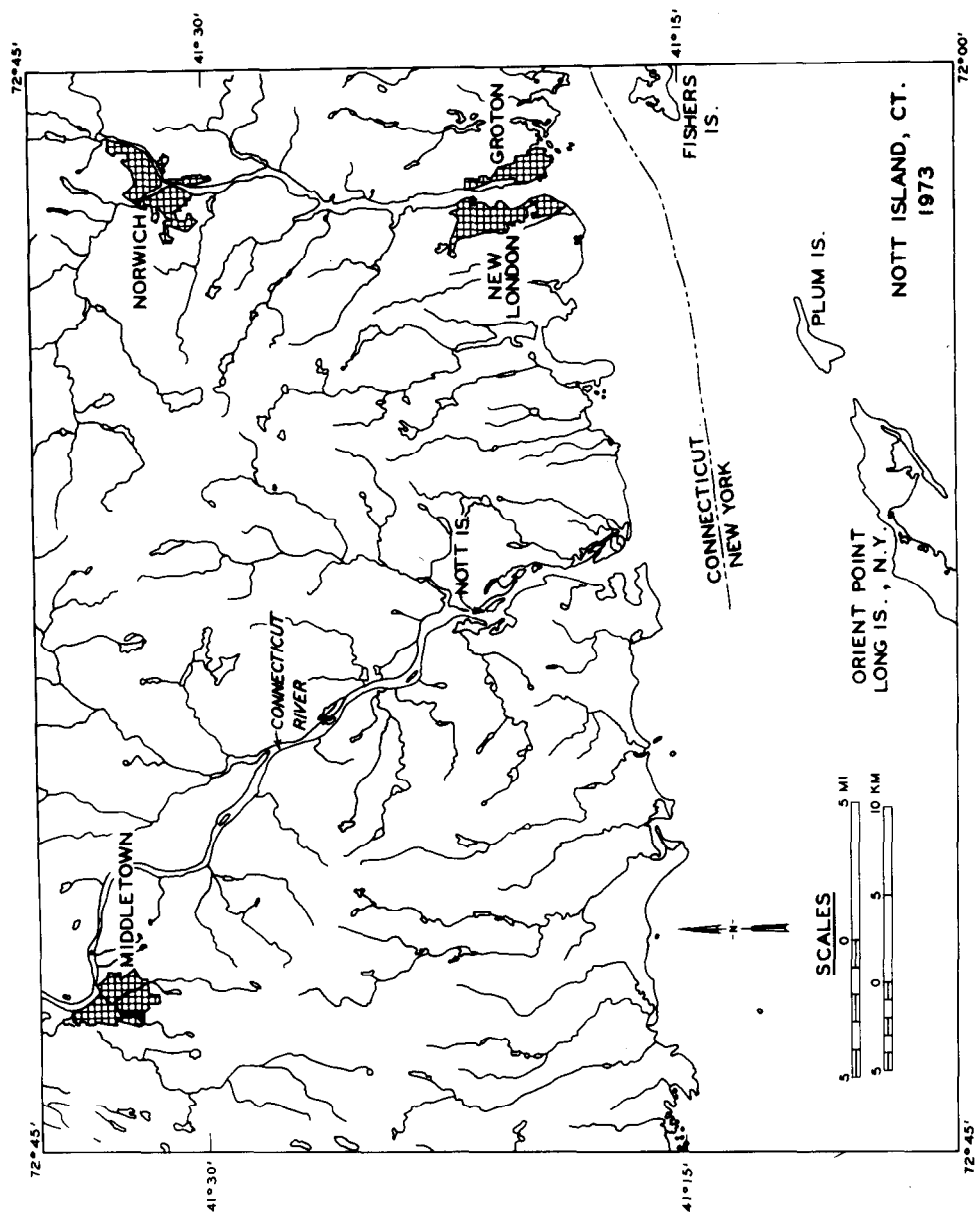 72° 45'
72° 00'
41° 30'
41° 30'
41° 15'
41° 15'
72° 45'
72° 00'
MIDDLETOWN
NORWICH
CONNECTICUT
RIVER
NOTT IS.
NEW
LONDON
GROTON
FISHERS
IS.
CONNECTICUT
NEW YORK
PLUM IS.
ORIENT POINT
LONG IS., N.Y.
N
SCALES
5 0 5 MI
5 0 5 10 KM
NOTT ISLAND, CT.
1973